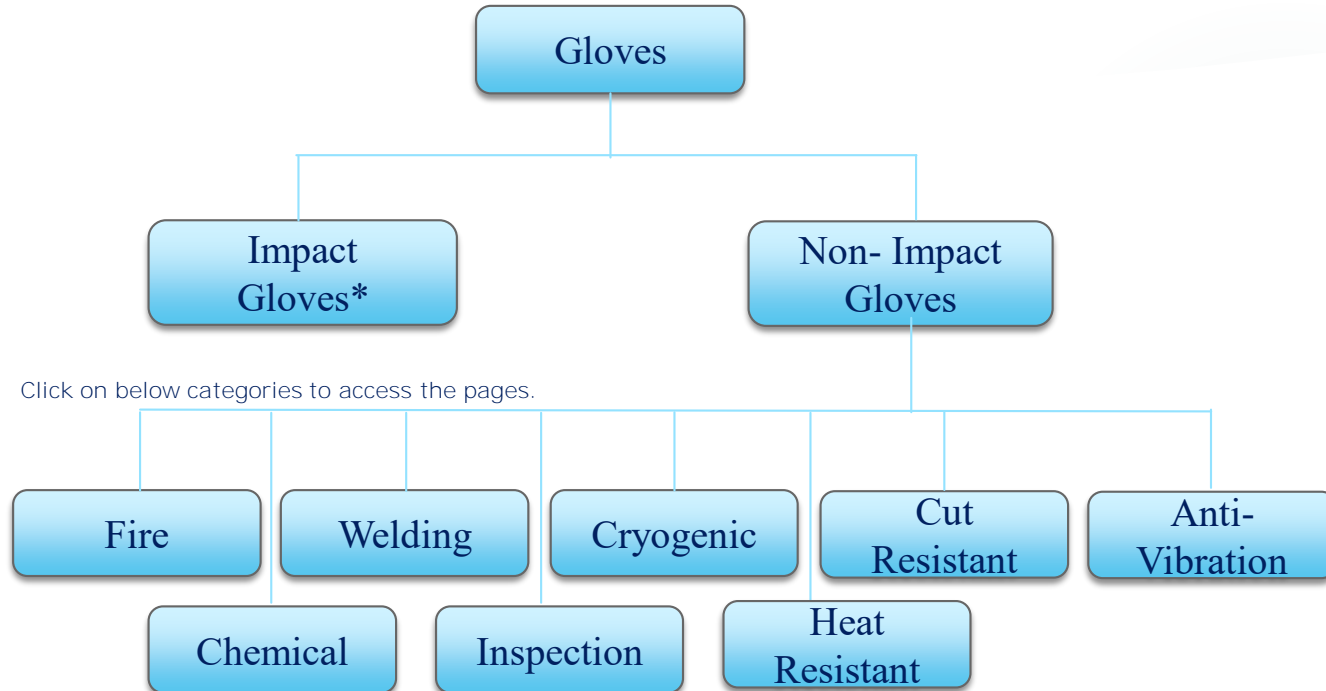 Gloves
Impact
Gloves*
Non- Impact
Gloves
Click on below categories to access the pages.
Fire
Welding
Cryogenic
Cut
Resistant
Anti-
Vibration
Chemical
Inspection
Heat
Resistant